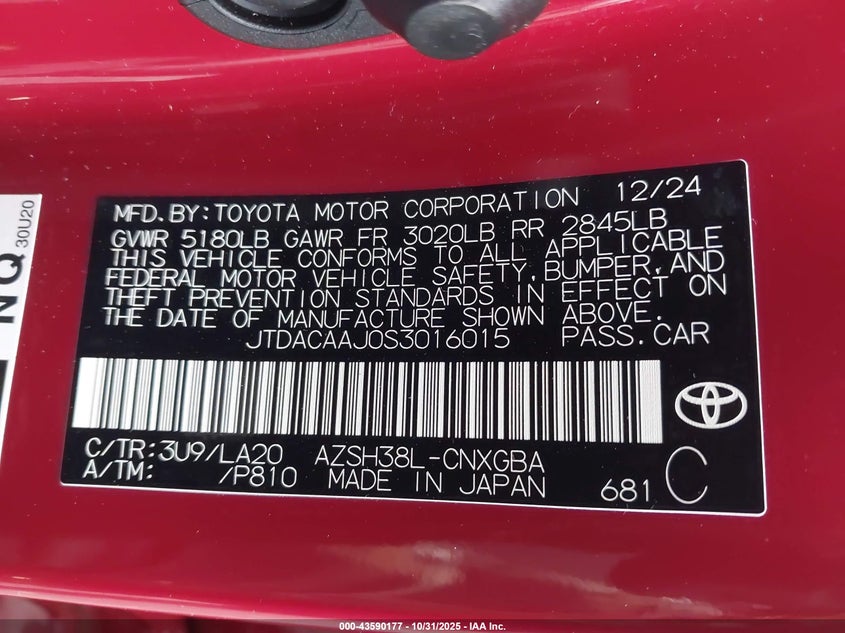 MFD.BY:TOYOTA MOTOR CORPORATION 12/24
GVWR 5180LB GAWR FR 3020LB RR 2845LB
THIS VEHICLE CONFORMS TO ALL APPLICABLE
FEDERAL MOTOR VEHICLE SAFETY,BUMPER,AND
THEFT PREVENTION STANDARDS IN EFFECT ON
THE DATE OF MANUFACTURE SHOWN ABOVE.
JTDACAAJ0S3016015 PASS.CAR
C/TR:3U9/LA20 AZSH38L-CNXGBA
A/TM: /P810 MADE IN JAPAN 681 C
NQ 30U20
000-43590177 - 10/31/2025 - IAA Inc.